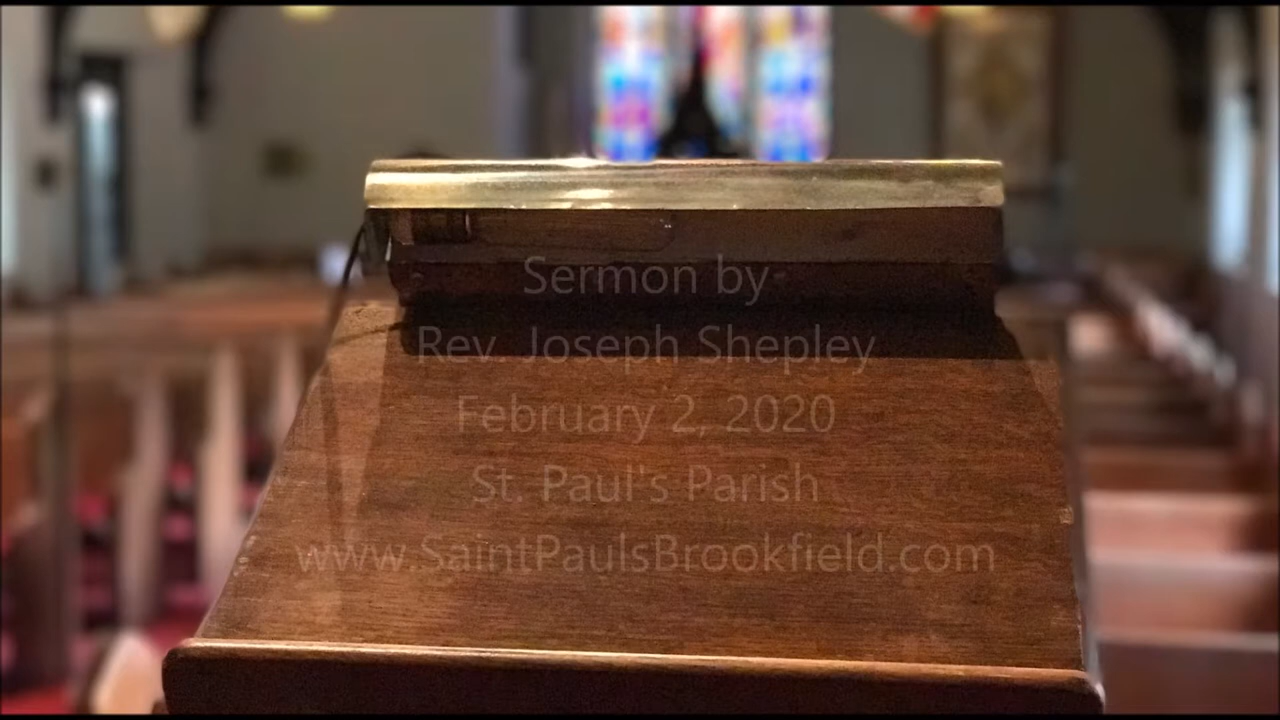 Sermon by
Rev. Joseph Shepley
February 2, 2020
St. Paul's Parish
www.SaintPaulsBrookfield.com